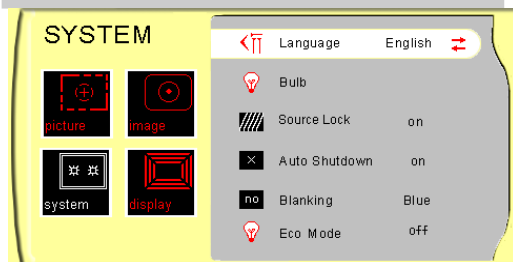 SYSTEM
picture
image
system
display
Language English
Bulb
Source Lock on
Auto Shutdown on
no Blanking Blue
Eco Mode off